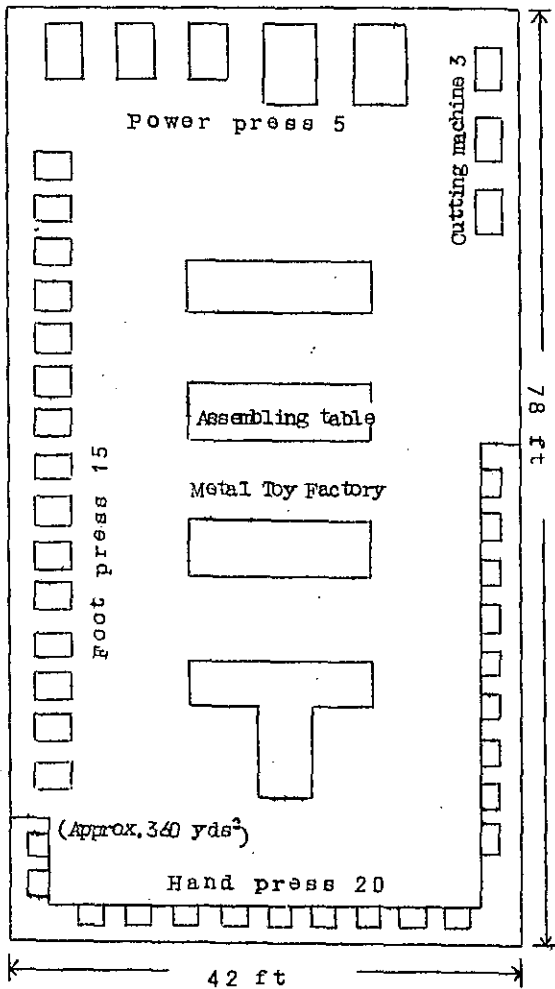 Power press 5
Cutting machine 3
78 ft
Assembling table
Metal Toy Factory
Foot press 15
(Approx. 360 yds²)
Hand press 20
42 ft